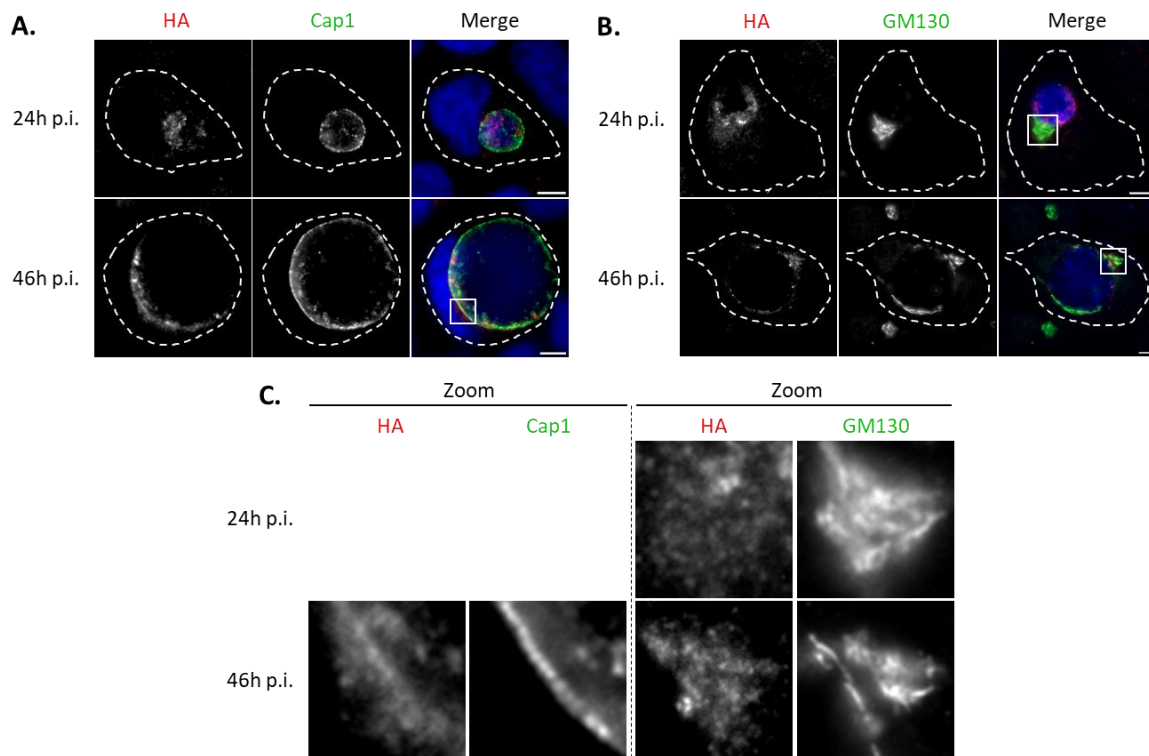 A.
HA Cap1 Merge
24h p.i.
46h p.i.
B.
HA GM130 Merge
24h p.i.
46h p.i.
C.
Zoom Zoom
HA Cap1 HA GM130
24h p.i.
46h p.i.